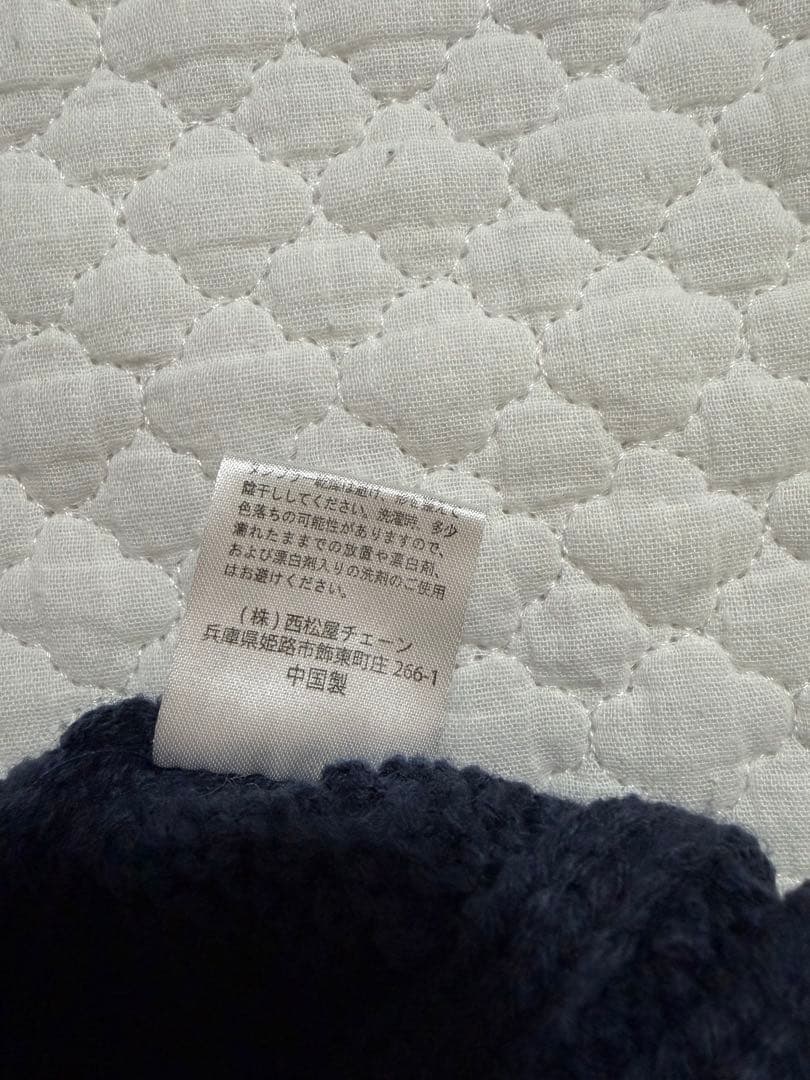 陰干ししてください。洗濯時、多少
色落ちの可能性がありますので、
濡れたままでの放置や漂白剤、
および漂白剤入りの洗剤のご使用
はお避けください。
(株)西松屋チェーン
兵庫県姫路市飾東町庄 266-1
中国製